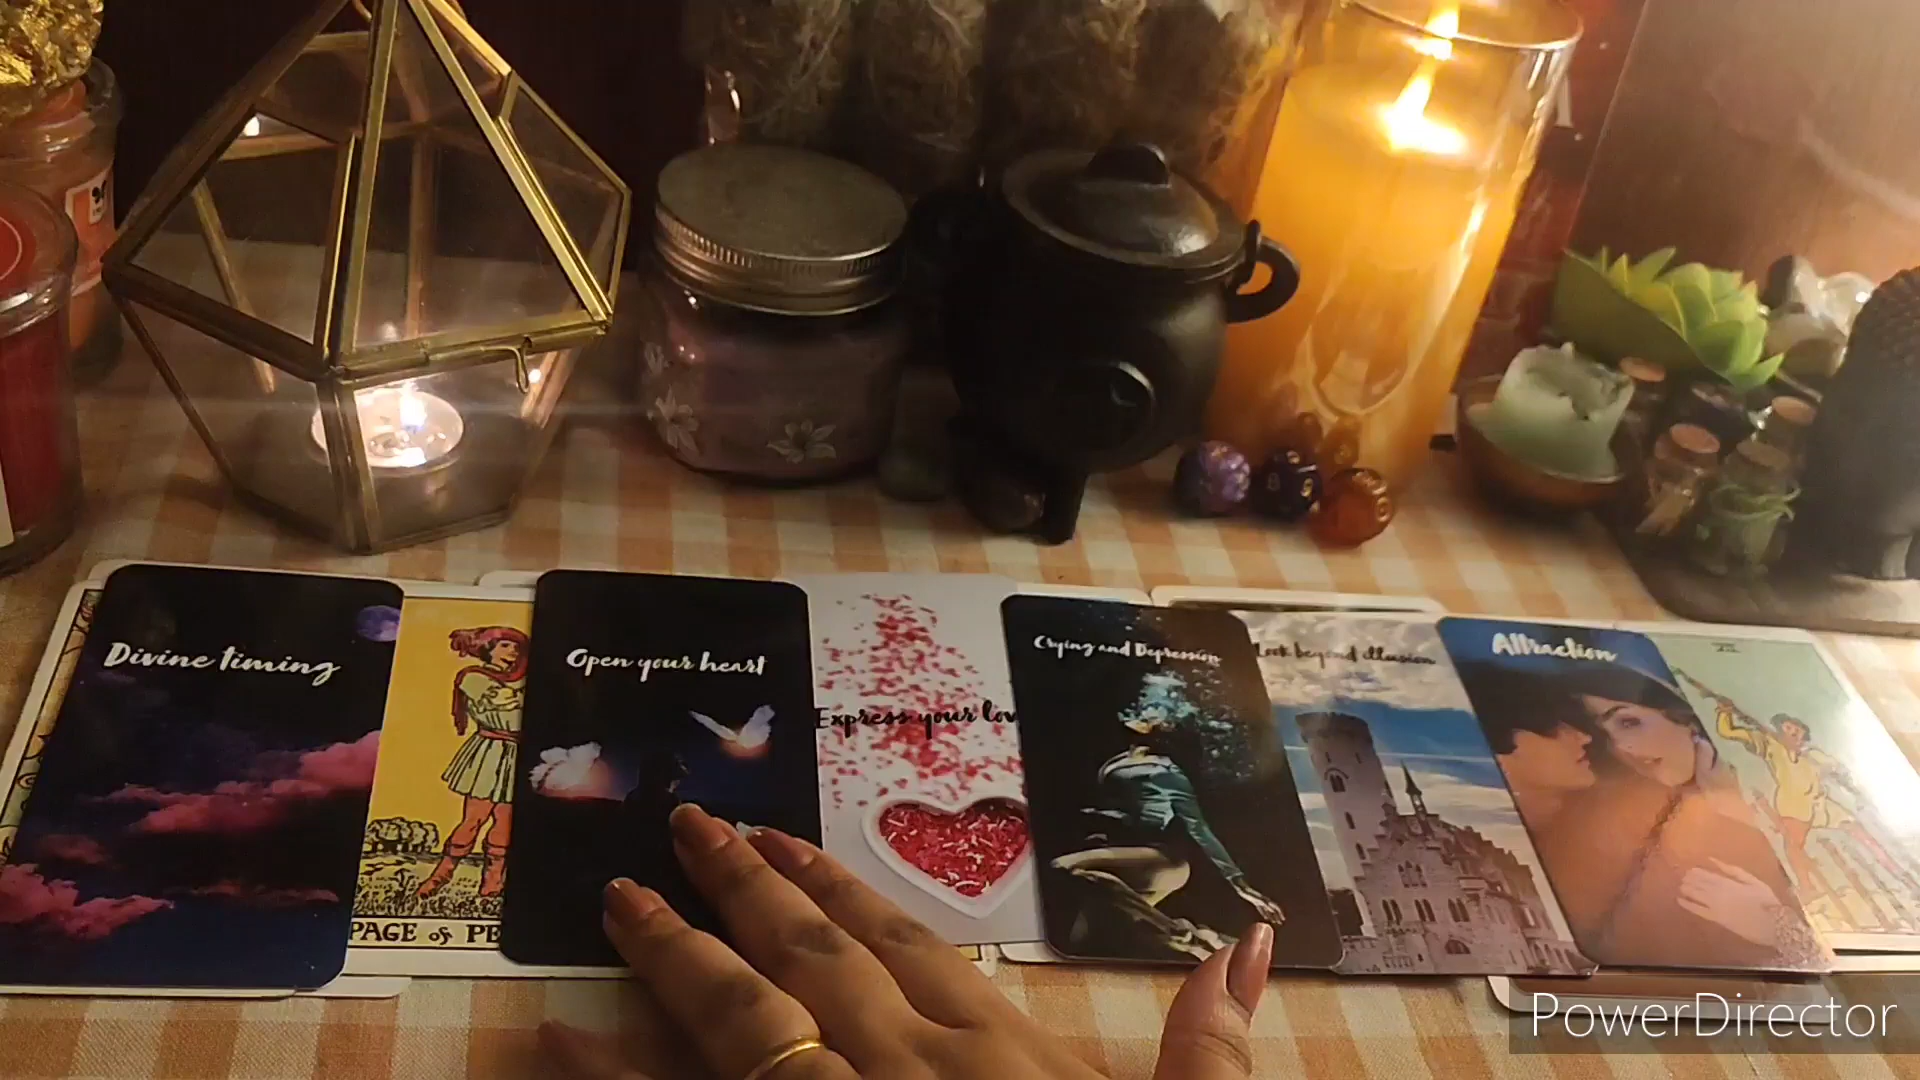 Divine timing
PAGE of PE
Open your heart
Express your lov
Crying and Depression
Look beyond illusion
Attraction
PowerDirector